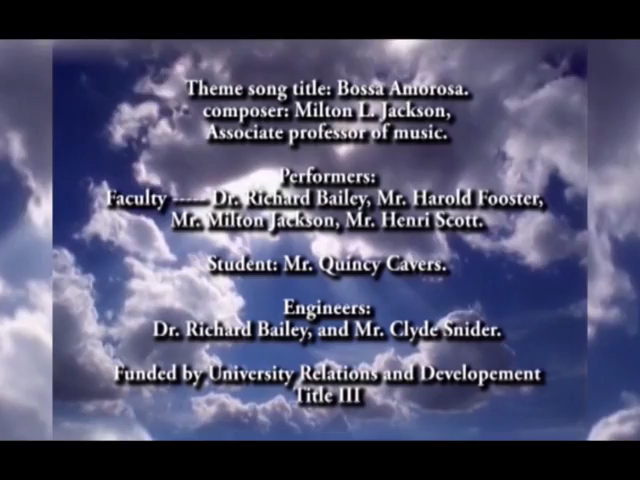 Theme song title: Bossa Amorosa.
composer: Milton L. Jackson,
Associate professor of music.
Performers:
Faculty ----- Dr. Richard Bailey, Mr. Harold Fooster,
Mr. Milton Jackson, Mr. Henri Scott.
Student: Mr. Quincy Cavers.
Engineers:
Dr. Richard Bailey, and Mr. Clyde Snider.
Funded by University Relations and Developement
Title III